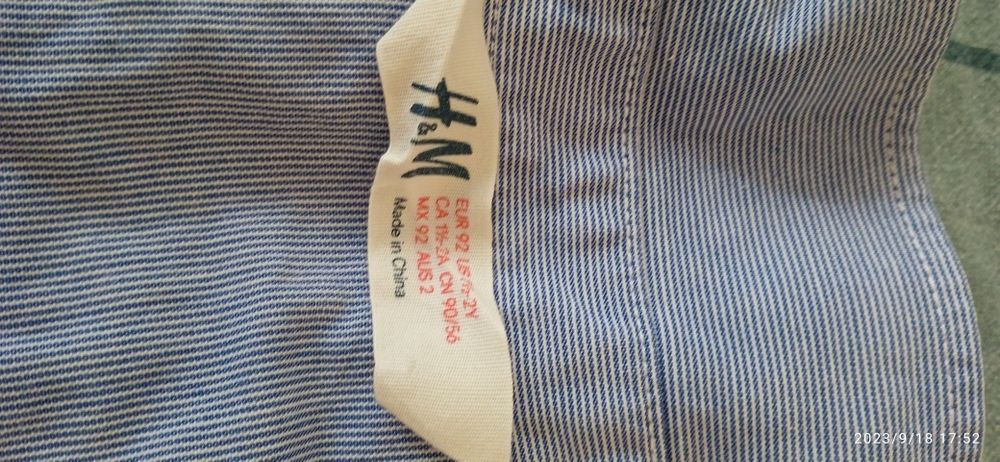 H&M
EUR 92 US 1½-2Y
CA 1½-2A CN 90/56
MX 92 AUS 2
Made in China
2023/9/18 17:52